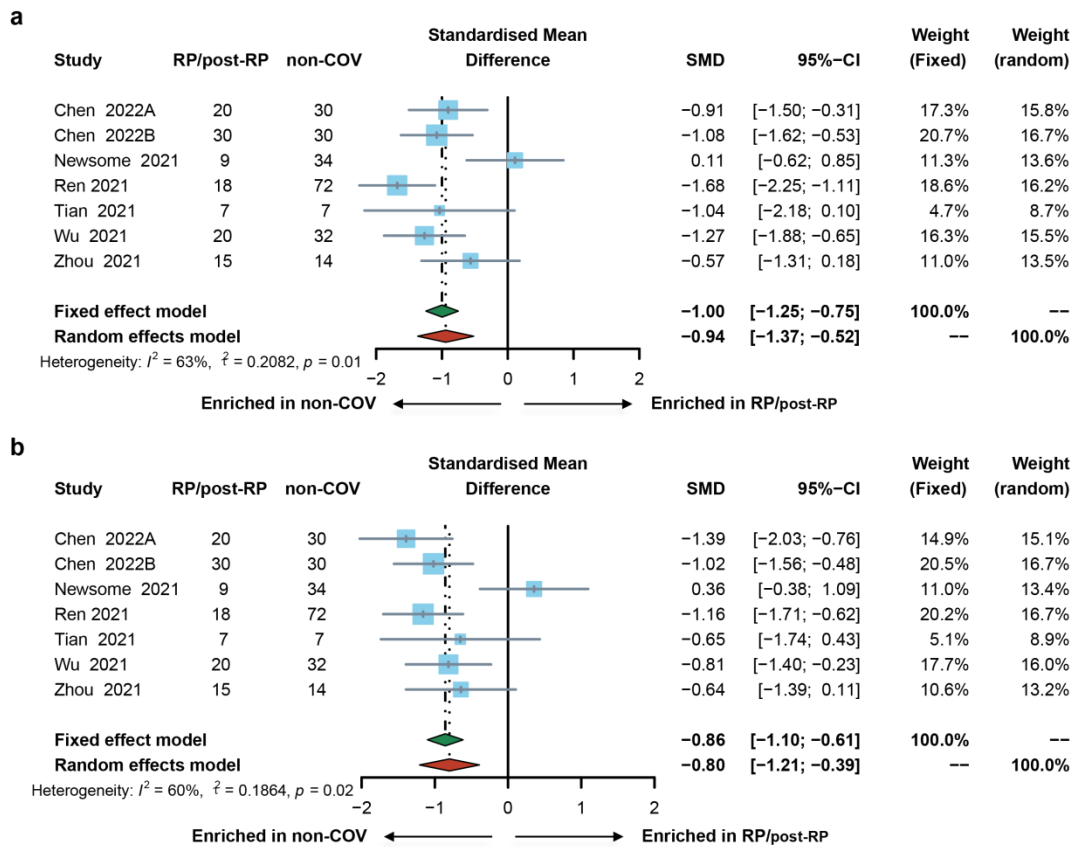 a
Standardised Mean Weight Weight
Study RP/post-RP non-COV Difference SMD 95%−CI (Fixed) (random)
Chen 2022A 20 30 −0.91 [−1.50; −0.31] 17.3% 15.8%
Chen 2022B 30 30 −1.08 [−1.62; −0.53] 20.7% 16.7%
Newsome 2021 9 34 0.11 [−0.62; 0.85] 11.3% 13.6%
Ren 2021 18 72 −1.68 [−2.25; −1.11] 18.6% 16.2%
Tian 2021 7 7 −1.04 [−2.18; 0.10] 4.7% 8.7%
Wu 2021 20 32 −1.27 [−1.88; −0.65] 16.3% 15.5%
Zhou 2021 15 14 −0.57 [−1.31; 0.18] 11.0% 13.5%
Fixed effect model −1.00 [−1.25; −0.75] 100.0% −−
Random effects model −0.94 [−1.37; −0.52] −− 100.0%
Heterogeneity: I² = 63%, τ² = 0.2082, p = 0.01
−2 −1 0 1 2
Enriched in non-COV Enriched in RP/post-RP
b
Standardised Mean Weight Weight
Study RP/post-RP non-COV Difference SMD 95%−CI (Fixed) (random)
Chen 2022A 20 30 −1.39 [−2.03; −0.76] 14.9% 15.1%
Chen 2022B 30 30 −1.02 [−1.56; −0.48] 20.5% 16.7%
Newsome 2021 9 34 0.36 [−0.38; 1.09] 11.0% 13.4%
Ren 2021 18 72 −1.16 [−1.71; −0.62] 20.2% 16.7%
Tian 2021 7 7 −0.65 [−1.74; 0.43] 5.1% 8.9%
Wu 2021 20 32 −0.81 [−1.40; −0.23] 17.7% 16.0%
Zhou 2021 15 14 −0.64 [−1.39; 0.11] 10.6% 13.2%
Fixed effect model −0.86 [−1.10; −0.61] 100.0% −−
Random effects model −0.80 [−1.21; −0.39] −− 100.0%
Heterogeneity: I² = 60%, τ² = 0.1864, p = 0.02
−2 −1 0 1 2
Enriched in non-COV Enriched in RP/post-RP